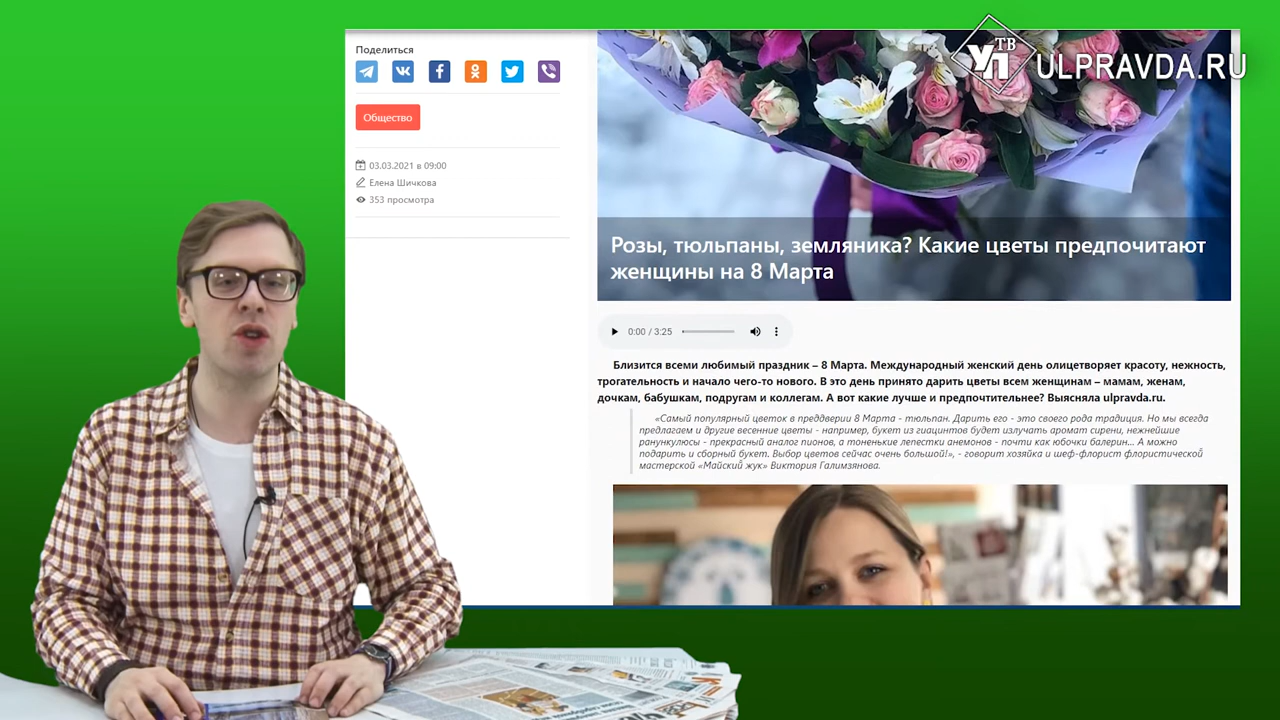 Поделиться
Общество
03.03.2021 в 09:00
Елена Шичкова
353 просмотра
ТВ
УП
ULPRAVDA.RU
Розы, тюльпаны, земляника? Какие цветы предпочитают
женщины на 8 Марта
0:00 / 3:25
Близится всеми любимый праздник – 8 Марта. Международный женский день олицетворяет красоту, нежность,
трогательность и начало чего-то нового. В это день принято дарить цветы всем женщинам – мамам, женам,
дочкам, бабушкам, подругам и коллегам. А вот какие лучше и предпочтительнее? Выясняла ulpravda.ru.
«Самый популярный цветок в преддверии 8 Марта - тюльпан. Дарить его - это своего рода традиция. Но мы всегда
предлагаем и другие весенние цветы - например, букет из гиацинтов будет излучать аромат сирени, нежнейшие
ранункулюсы - прекрасный аналог пионов, а тоненькие лепестки анемонов - почти как юбочки балерин... А можно
подарить и сборный букет. Выбор цветов сейчас очень большой!», - говорит хозяйка и шеф-флорист флористической
мастерской «Майский жук» Виктория Галимзянова.